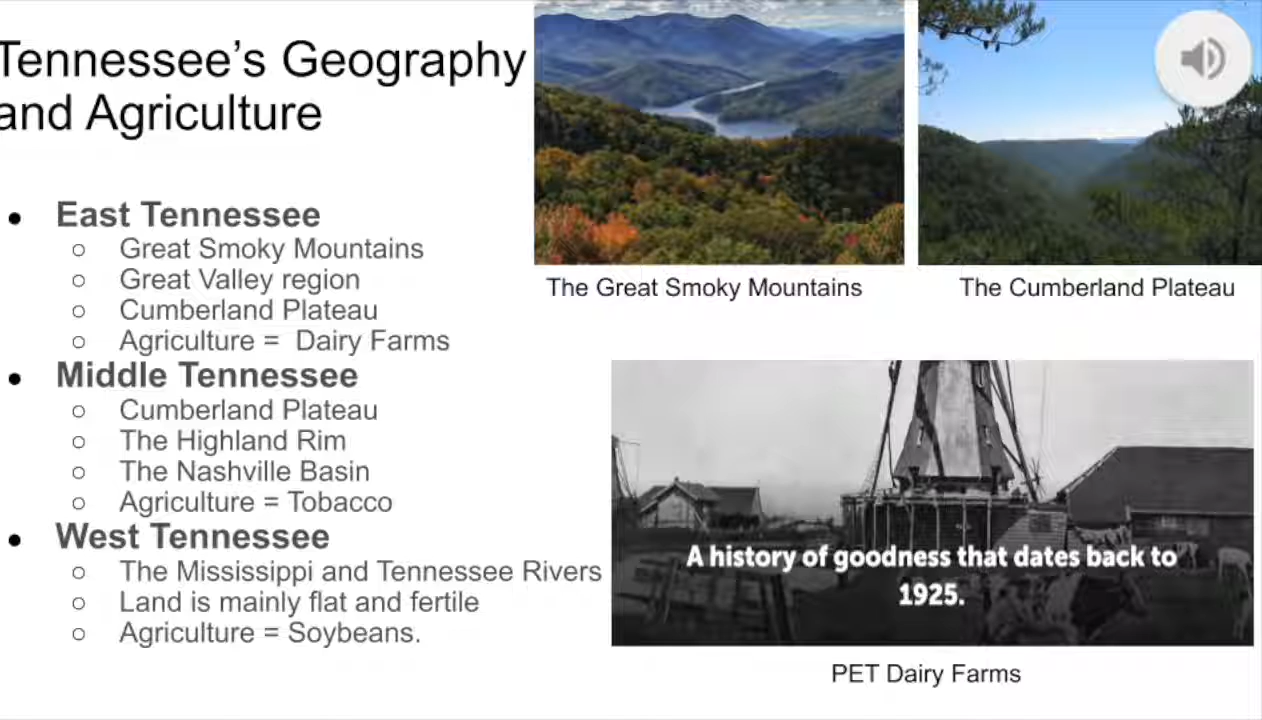 Tennessee's Geography
and Agriculture
● East Tennessee
○ Great Smoky Mountains
○ Great Valley region
○ Cumberland Plateau
○ Agriculture =  Dairy Farms
● Middle Tennessee
○ Cumberland Plateau
○ The Highland Rim
○ The Nashville Basin
○ Agriculture = Tobacco
● West Tennessee
○ The Mississippi and Tennessee Rivers
○ Land is mainly flat and fertile
○ Agriculture = Soybeans.
The Great Smoky Mountains
The Cumberland Plateau
A history of goodness that dates back to
1925.
PET Dairy Farms